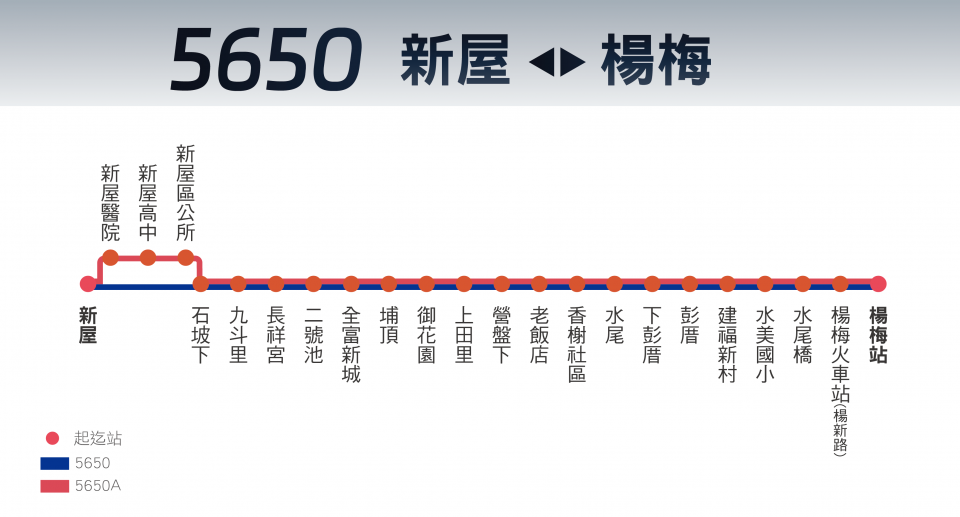 5650 新屋 ◀▶ 楊梅
新屋醫院
新屋高中
新屋區公所
新屋
石坡下
九斗里
長祥宮
二號池
全富新城
埔頂
御花園
上田里
營盤下
老飯店
香榭社區
水尾
下彭厝
彭厝
建福新村
水美國小
水尾橋
楊梅火車站(楊新路)
楊梅站
起迄站
5650
5650A